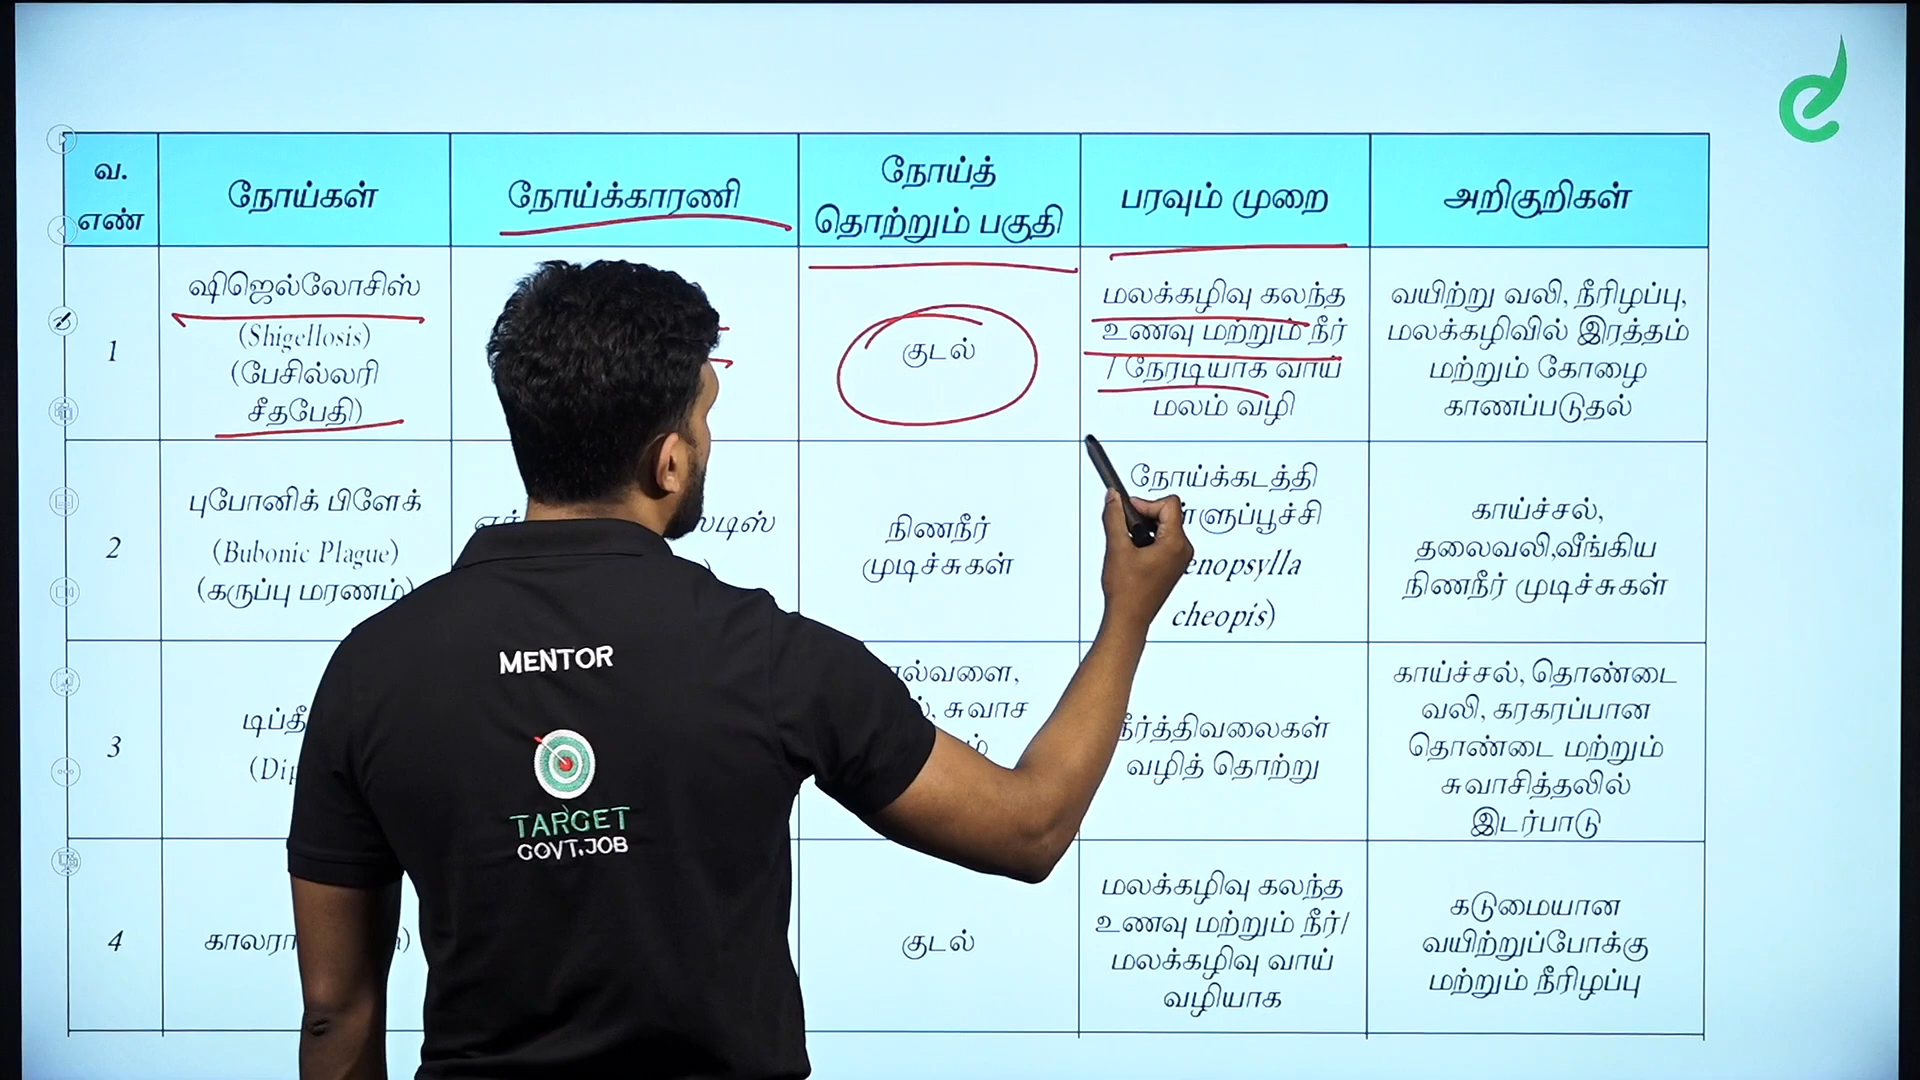 வ.
எண்
நோய்கள்
நோய்க்காரணி
நோய்த்
தொற்றும் பகுதி
பரவும் முறை
அறிகுறிகள்
1
ஷிஜெல்லோசிஸ்
(Shigellosis)
(பேசில்லரி
சீதபேதி)
குடல்
மலக்கழிவு கலந்த
உணவு மற்றும் நீர்
/ நேரடியாக வாய்
மலம் வழி
வயிற்று வலி, நீரிழப்பு,
மலக்கழிவில் இரத்தம்
மற்றும் கோழை
காணப்படுதல்
2
புபோனிக் பிளேக்
(Bubonic Plague)
(கருப்பு மரணம்)
நிணநீர்
முடிச்சுகள்
நோய்க்கடத்தி
cheopis)
காய்ச்சல்,
தலைவலி,வீங்கிய
நிணநீர் முடிச்சுகள்
3
சுவாச
நீர்த்திவலைகள்
வழித் தொற்று
காய்ச்சல், தொண்டை
வலி, கரகரப்பான
தொண்டை மற்றும்
சுவாசித்தலில்
இடர்பாடு
4
குடல்
மலக்கழிவு கலந்த
உணவு மற்றும் நீர்/
மலக்கழிவு வாய்
வழியாக
கடுமையான
வயிற்றுப்போக்கு
மற்றும் நீரிழப்பு
MENTOR
TARGET
GOVT.JOB